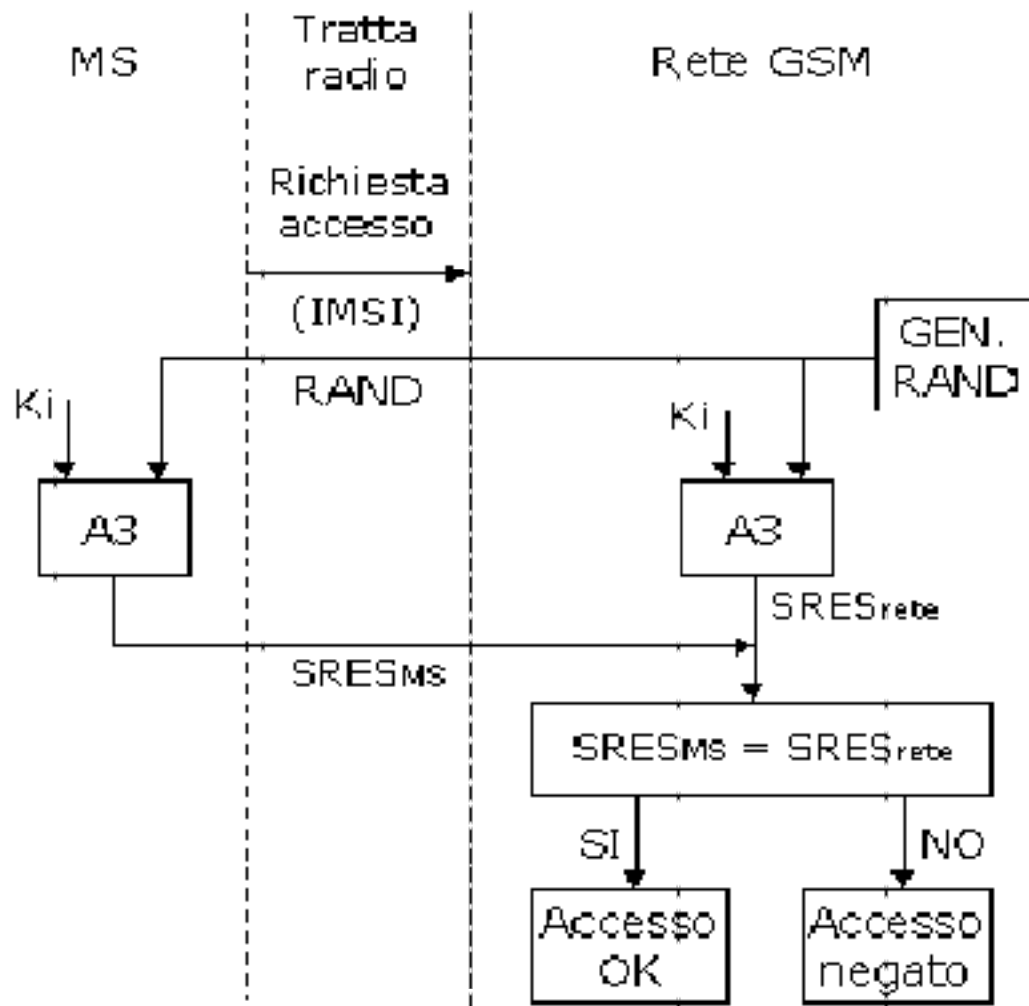 MS
Tratta
radio
Rete GSM
Richiesta
accesso
(IMSI)
GEN.
RAND
RAND
Ki
Ki
A3
A3
SRESrete
SRESMS
SRESMS = SRESrete
SI
NO
Accesso
OK
Accesso
negato